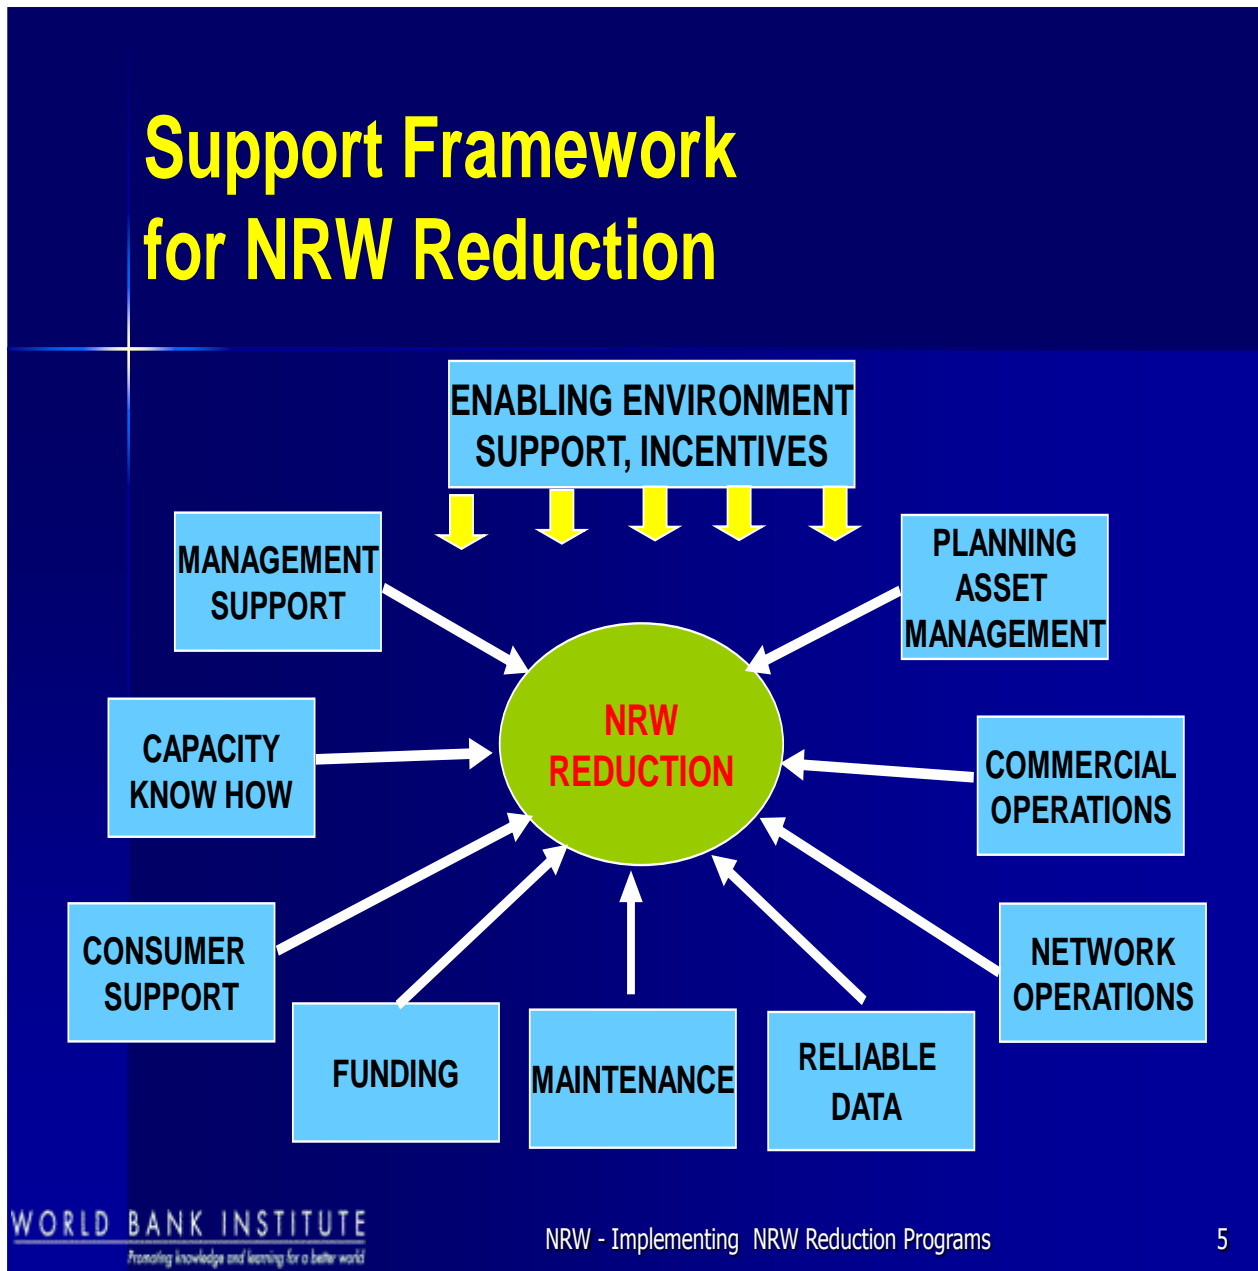 Support Framework
for NRW Reduction
ENABLING ENVIRONMENT
SUPPORT, INCENTIVES
MANAGEMENT
SUPPORT
PLANNING
ASSET
MANAGEMENT
NRW
REDUCTION
CAPACITY
KNOW HOW
COMMERCIAL
OPERATIONS
CONSUMER
SUPPORT
NETWORK
OPERATIONS
FUNDING
MAINTENANCE
RELIABLE
DATA
WORLD BANK INSTITUTE
Promoting knowledge and learning for a better world
NRW - Implementing NRW Reduction Programs
5